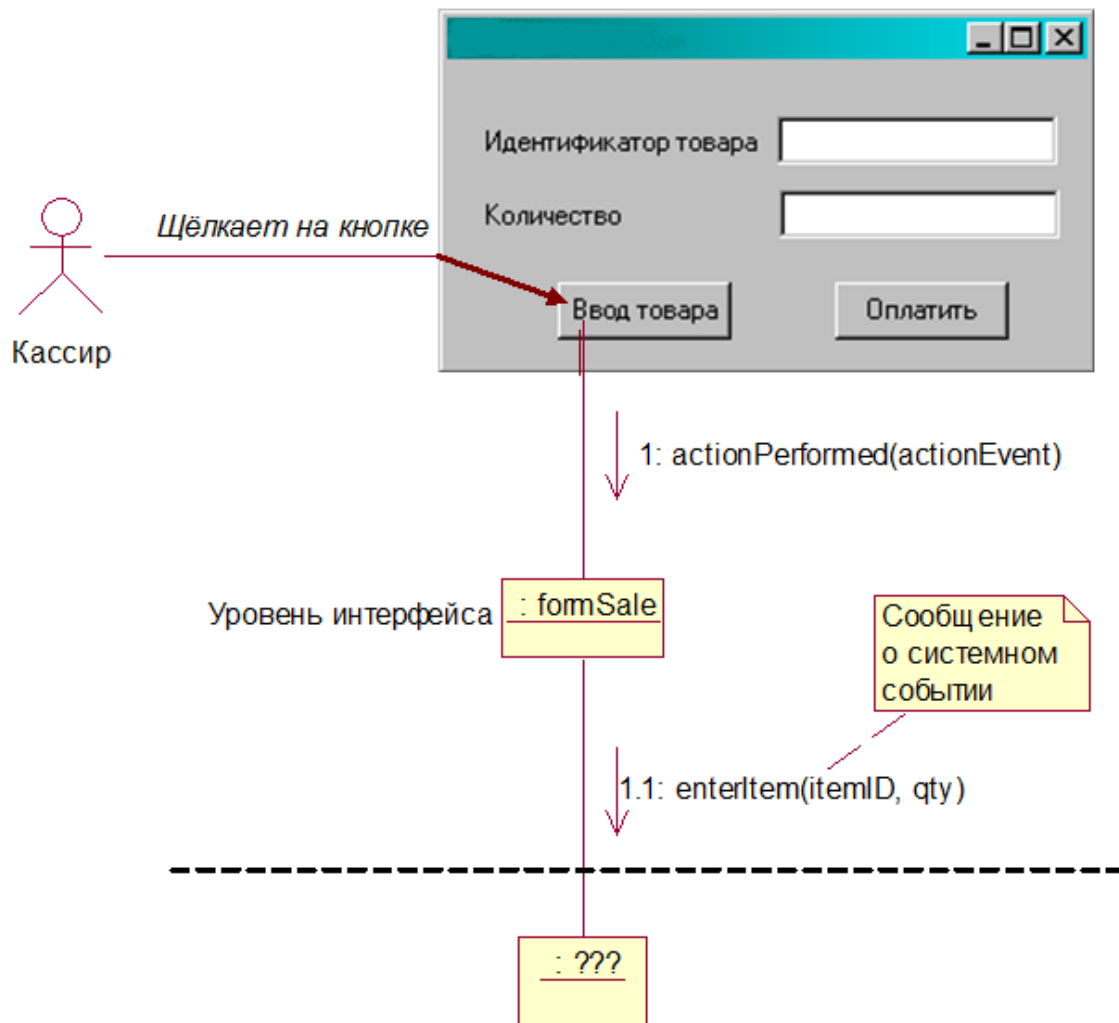 Идентификатор товара
Щёлкает на кнопке
Количество
Ввод товара
Оплатить
Кассир
1: actionPerformed(actionEvent)
Уровень интерфейса
: formSale
Сообщение
о системном
событии
1.1: enterItem(itemID, qty)
: ???